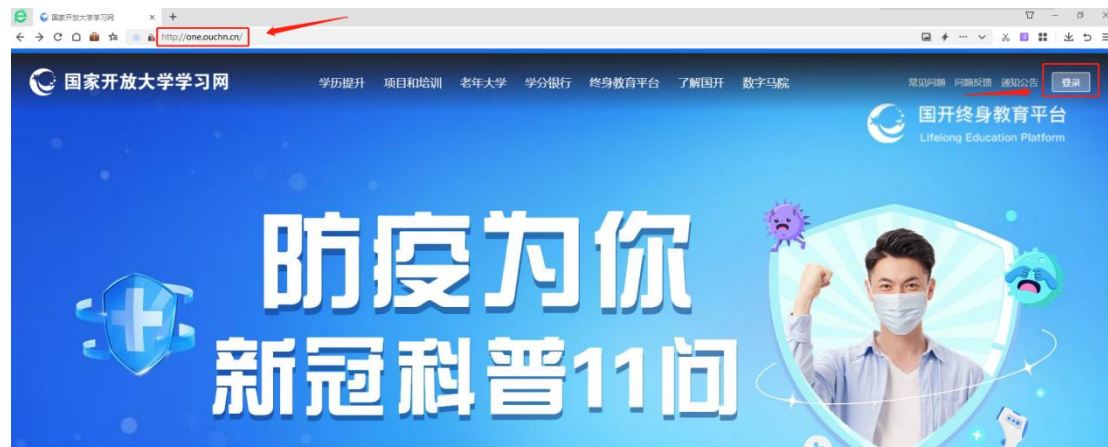 国家开放大学学习网
http://one.ouchn.cn/
国家开放大学学习网
学历提升 项目和培训 老年大学 学分银行 终身教育平台 了解国开 数字马院
常见问题 问题反馈 通知公告 登录
国开终身教育平台
Lifelong Education Platform
防疫为你
新冠科普11问